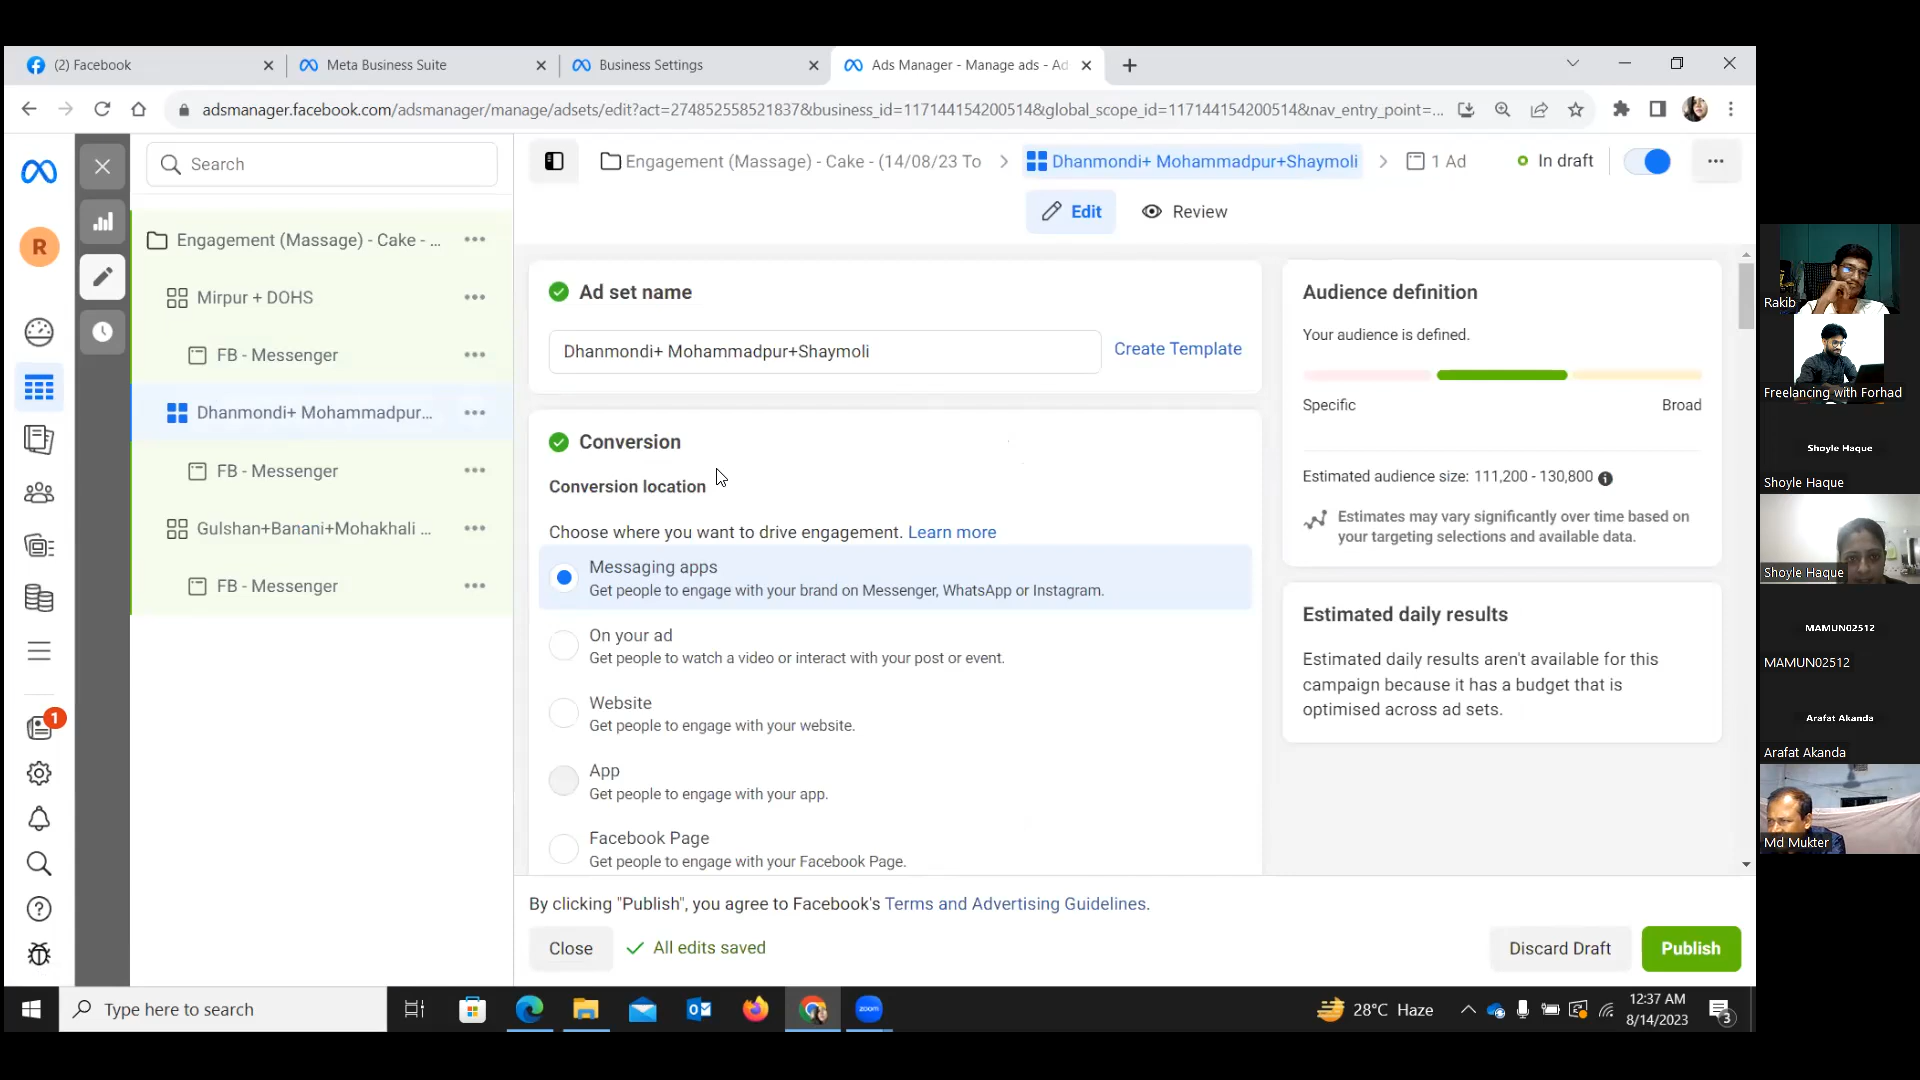 (2) Facebook
Meta Business Suite
Business Settings
Ads Manager - Manage ads - Ad
adsmanager.facebook.com/adsmanager/manage/adsets/edit?act=274852558521837&business_id=117144154200514&global_scope_id=117144154200514&nav_entry_point=...
Search
Engagement (Massage) - Cake - (14/08/23 To
Dhanmondi+ Mohammadpur+Shaymoli
1 Ad
In draft
Edit
Review
R
Engagement (Massage) - Cake - ...
Mirpur + DOHS
FB - Messenger
Dhanmondi+ Mohammadpur...
FB - Messenger
Gulshan+Banani+Mohakhali ...
FB - Messenger
1
Ad set name
Dhanmondi+ Mohammadpur+Shaymoli
Create Template
Conversion
Conversion location
Choose where you want to drive engagement. Learn more
Messaging apps
Get people to engage with your brand on Messenger, WhatsApp or Instagram.
On your ad
Get people to watch a video or interact with your post or event.
Website
Get people to engage with your website.
App
Get people to engage with your app.
Facebook Page
Get people to engage with your Facebook Page.
Audience definition
Your audience is defined.
Specific
Broad
Estimated audience size: 111,200 - 130,800
Estimates may vary significantly over time based on
your targeting selections and available data.
Estimated daily results
Estimated daily results aren't available for this
campaign because it has a budget that is
optimised across ad sets.
By clicking "Publish", you agree to Facebook's Terms and Advertising Guidelines.
Close
All edits saved
Discard Draft
Publish
Rakib
Freelancing with Forhad
Shoyle Haque
Shoyle Haque
Shoyle Haque
MAMUN02512
MAMUN02512
Arafat Akanda
Arafat Akanda
Md Mukter
Type here to search
zoom
28°C Haze
12:37 AM
8/14/2023
3